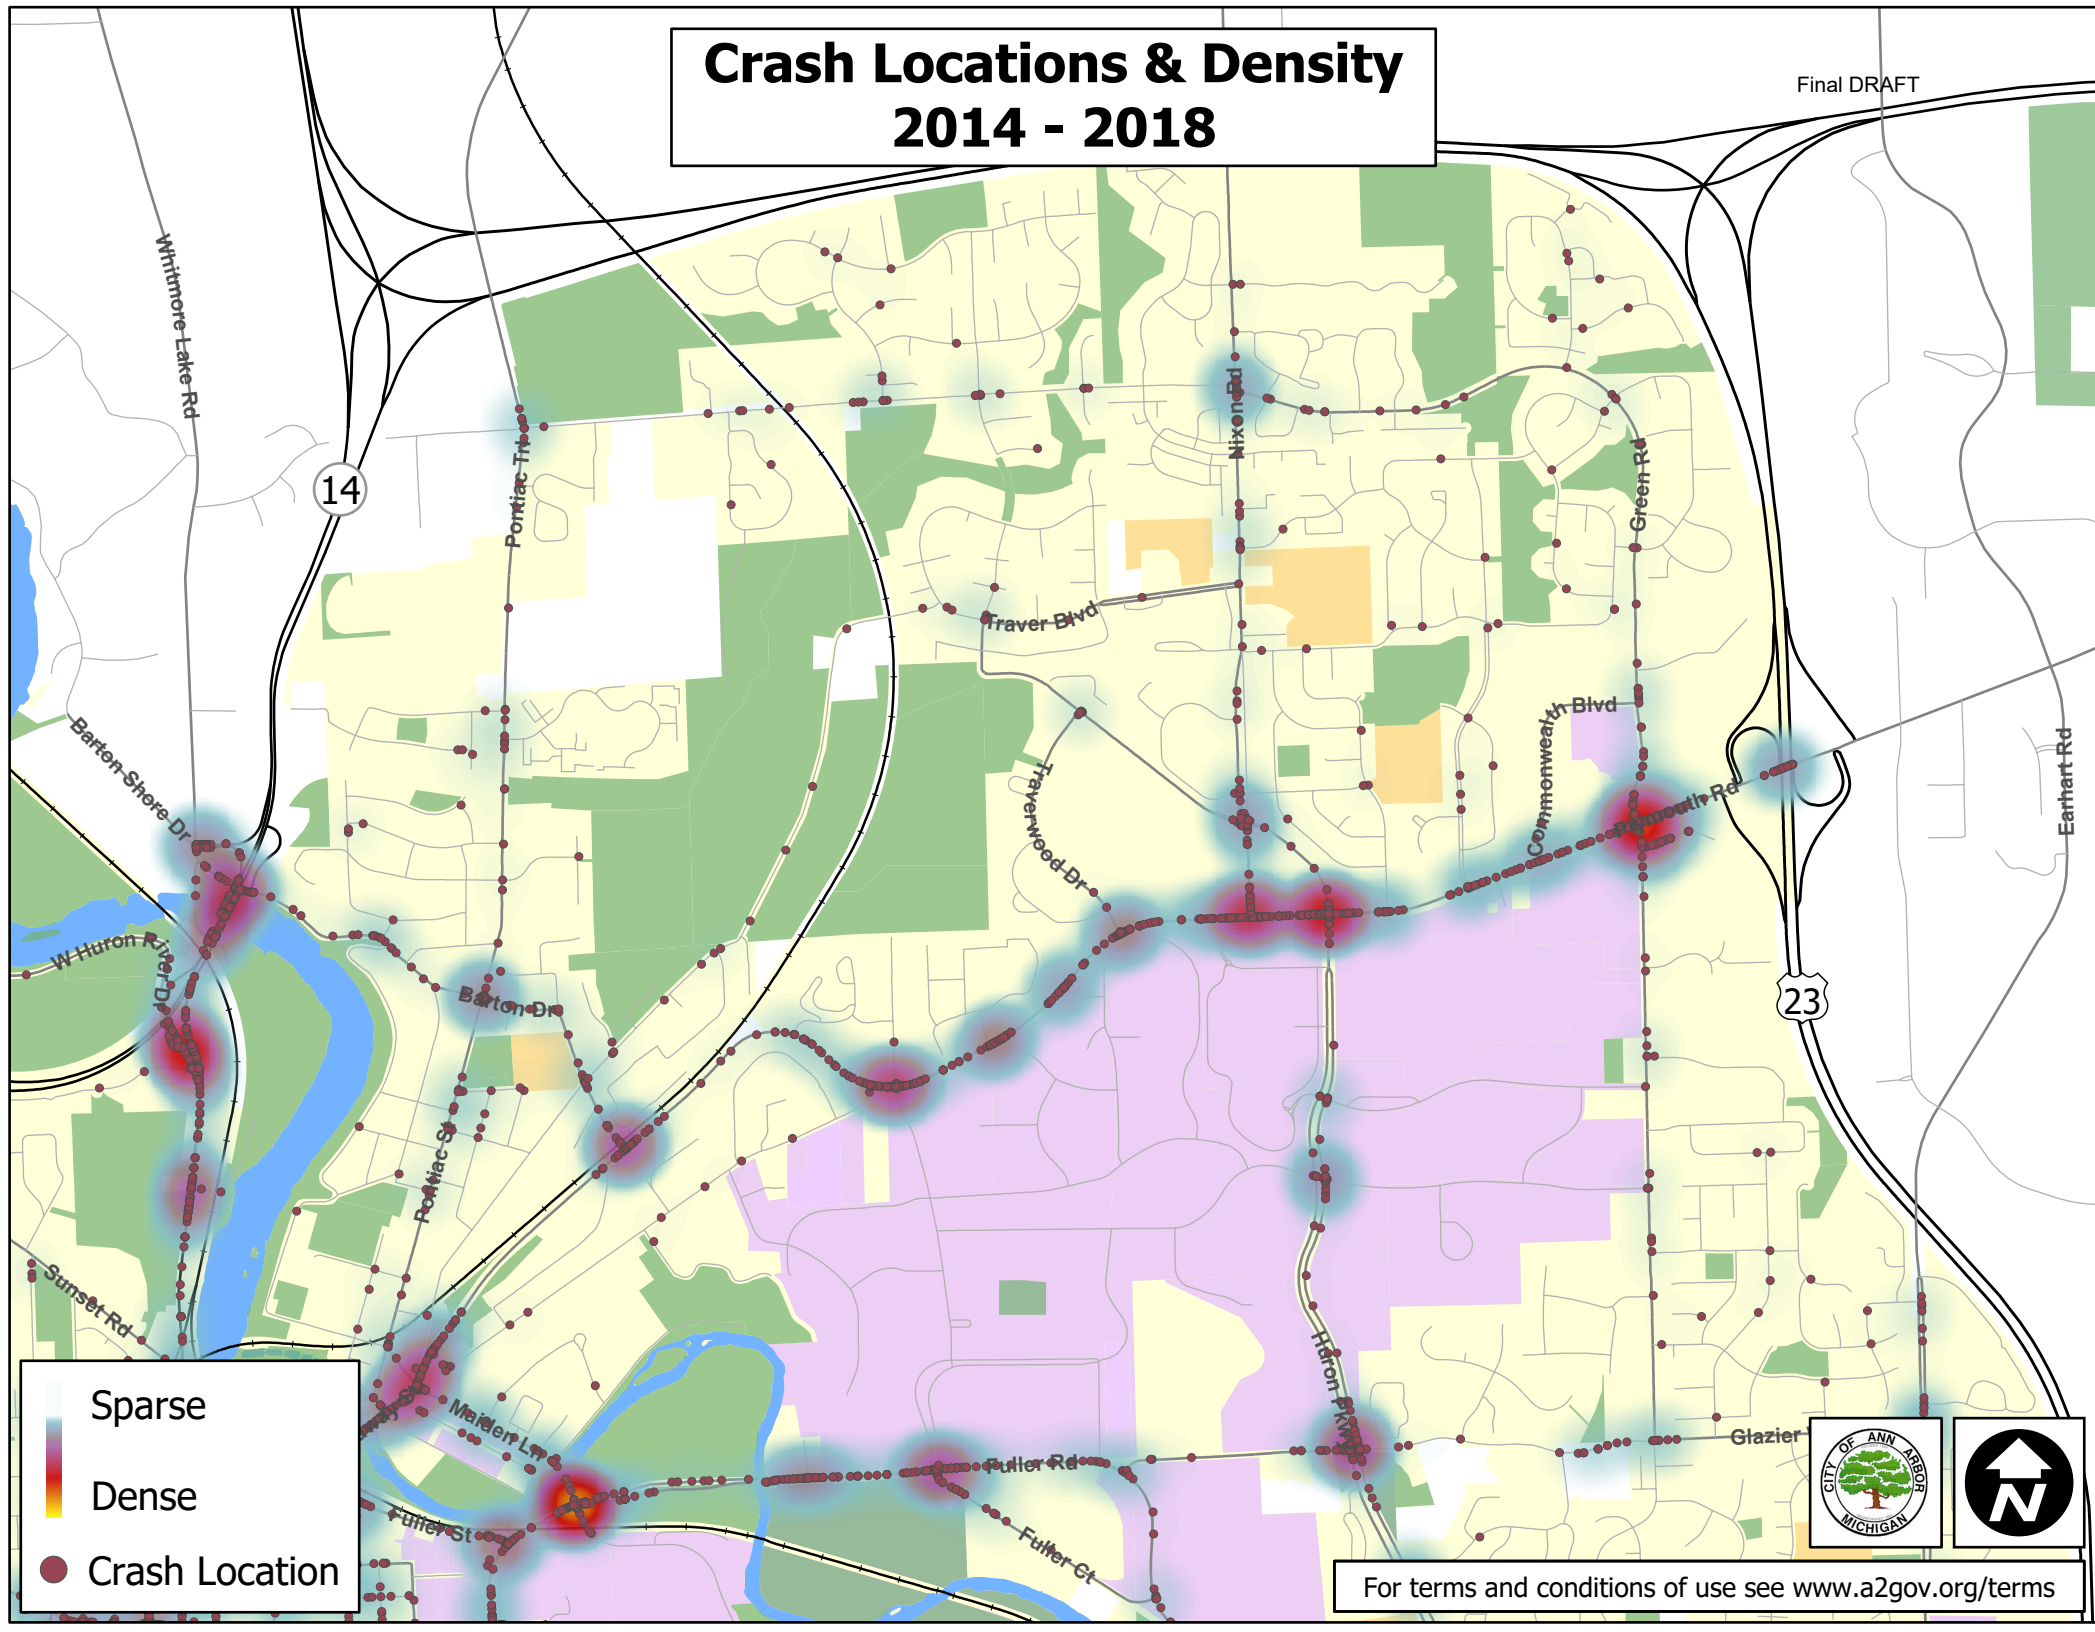 Crash Locations & Density
2014 - 2018
Final DRAFT
Whitmore Lake Rd
14
Pontiac Trl
Nixon Rd
Green Rd
Traver Blvd
Commonwealth Blvd
Barton Shore Dr
Traverwood Dr
Plymouth Rd
Earhart Rd
W Huron River Dr
Barton Dr
23
Pontiac St
Sunset Rd
Huron Pkwy
Maiden Ln
Fuller Rd
Glazier
Fuller St
Fuller Ct
Sparse
Dense
Crash Location
CITY OF ANN ARBOR
MICHIGAN
N
For terms and conditions of use see www.a2gov.org/terms